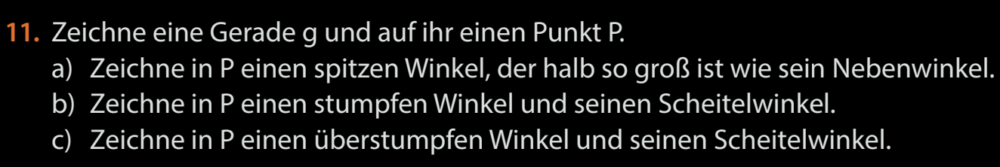 11. Zeichne eine Gerade g und auf ihr einen Punkt P.
a) Zeichne in P einen spitzen Winkel, der halb so groß ist wie sein Nebenwinkel.
b) Zeichne in P einen stumpfen Winkel und seinen Scheitelwinkel.
c) Zeichne in P einen überstumpfen Winkel und seinen Scheitelwinkel.